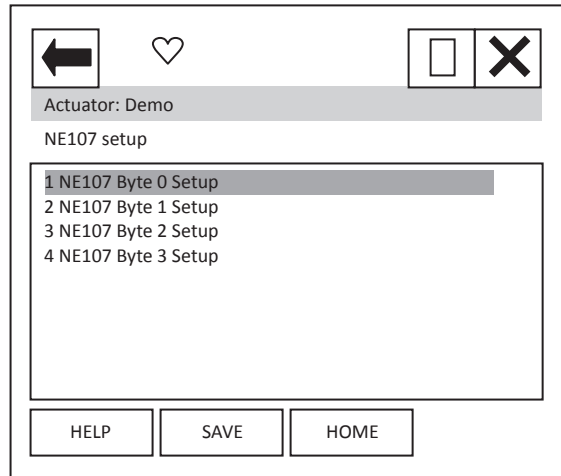 Actuator: Demo
NE107 setup
1 NE107 Byte 0 Setup
2 NE107 Byte 1 Setup
3 NE107 Byte 2 Setup
4 NE107 Byte 3 Setup
HELP SAVE HOME